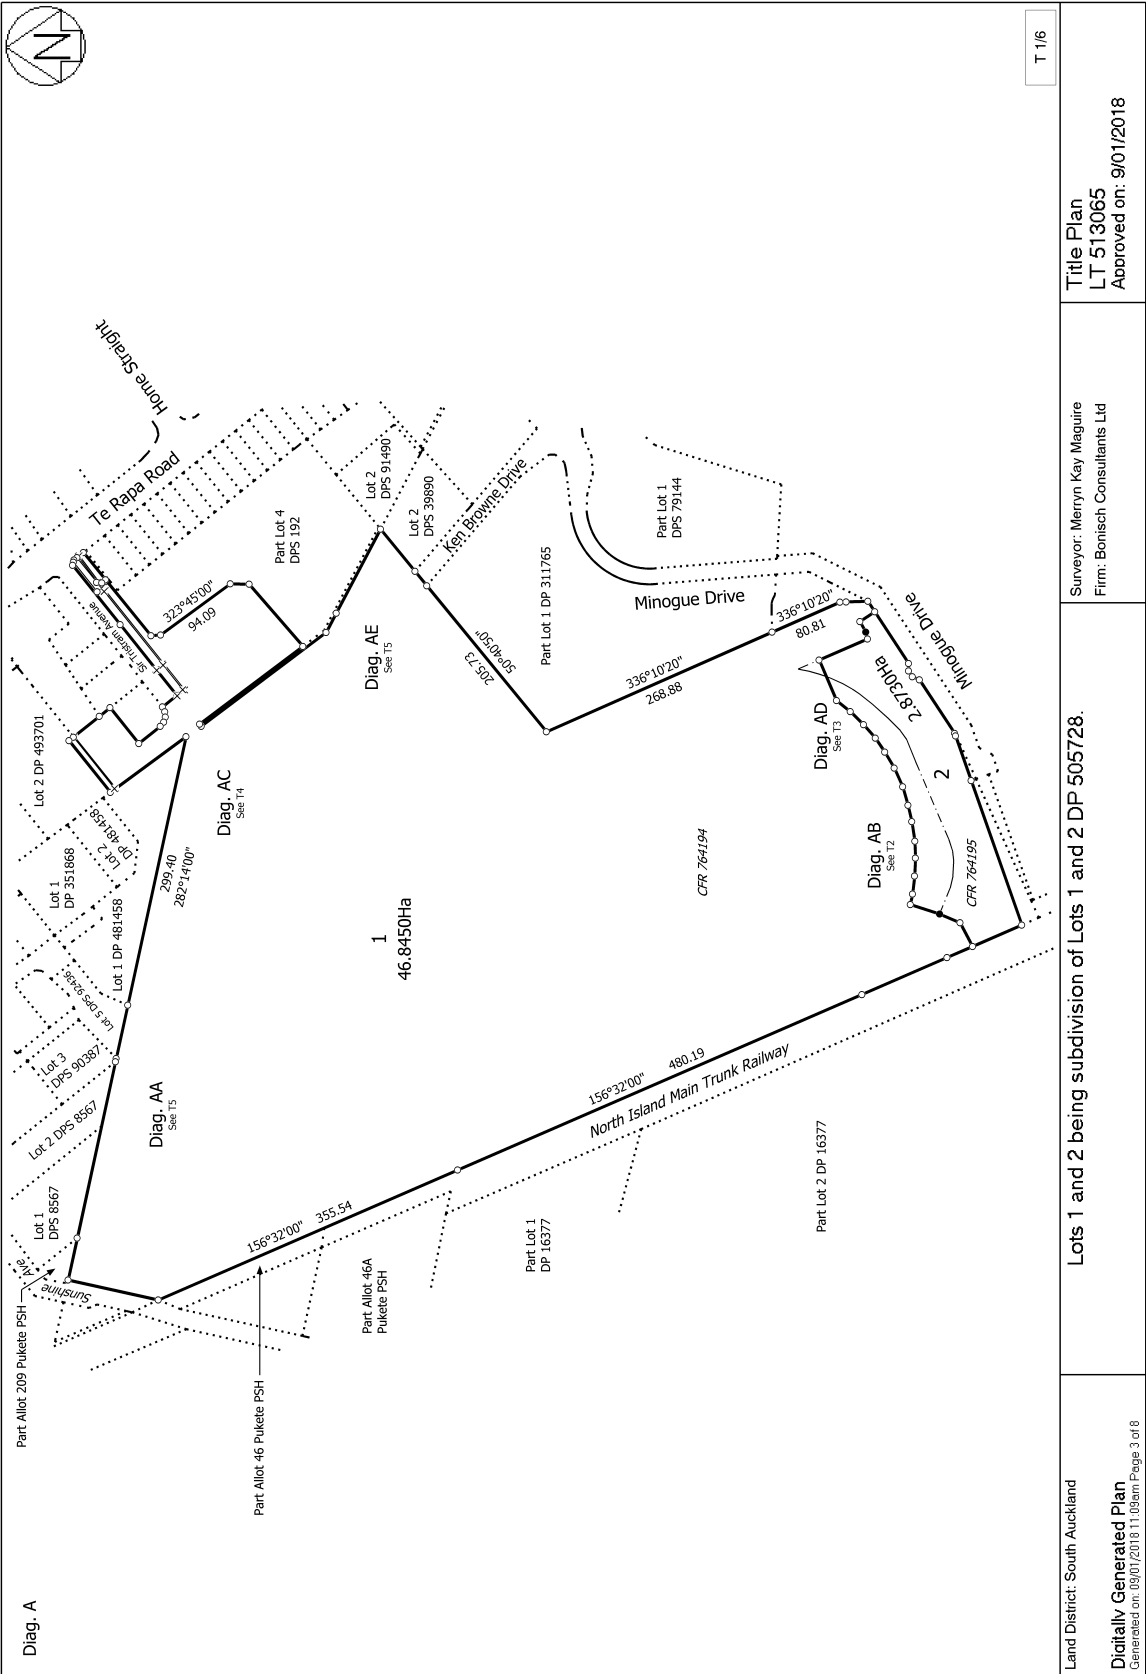 Diag. A
Part Allot 209 Pukete PSH
Sunshine
Ave
Lot 1
DPS 8567
Lot 2 DPS 8567
Lot 3
DPS 90387
Lot 5 DPS 92436
Lot 1 DP 481458
Lot 1
DP 351868
Lot 2
DP 481458
Lot 2 DP 493701
Sir Tristram Avenue
Te Rapa Road
Home Straight
N
299.40
282°14'00"
323°45'00"
94.09
Part Lot 4
DPS 192
Diag. AA
See T5
Diag. AC
See T4
Diag. AE
See T5
Lot 2
DPS 91490
Lot 2
DPS 39890
Ken Browne Drive
Part Allot 46 Pukete PSH
156°32'00"
355.54
Part Allot 46A
Pukete PSH
1
46.8450Ha
50°40'50"
205.73
Part Lot 1 DP 311765
Part Lot 1
DPS 79144
Minogue Drive
Part Lot 1
DP 16377
156°32'00"
480.19
North Island Main Trunk Railway
336°10'20"
268.88
336°10'20"
80.81
CFR 764194
Part Lot 2 DP 16377
Diag. AD
See T3
Diag. AB
See T2
2
2.8730Ha
CFR 764195
Minogue Drive
T 1/6
Land District: South Auckland
Digitally Generated Plan
Generated on: 09/01/2018 11:09am Page 3 of 8
Lots 1 and 2 being subdivision of Lots 1 and 2 DP 505728.
Surveyor: Merryn Kay Maguire
Firm: Bonisch Consultants Ltd
Title Plan
LT 513065
Approved on: 9/01/2018